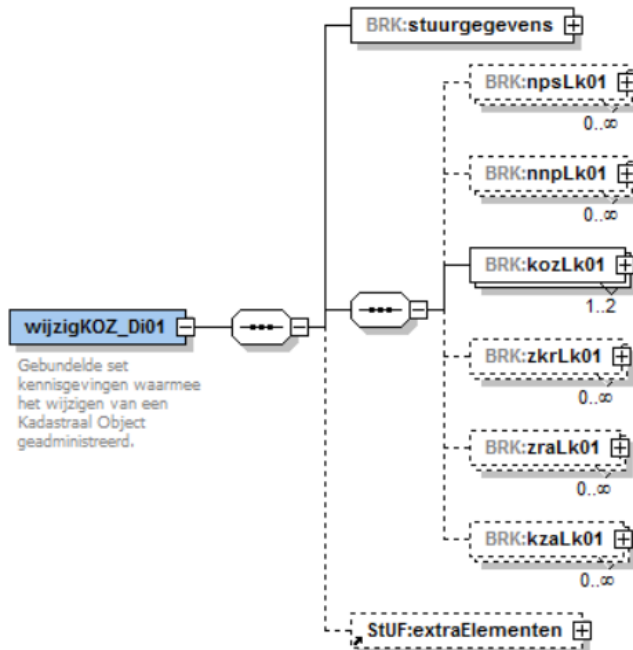 BRK:stuurgegevens
BRK:npsLk01
0..∞
BRK:nnpLk01
0..∞
BRK:kozLk01
1..2
wijzigKOZ_Di01
Gebundelde set
kennisgevingen waarmee
het wijzigen van een
Kadastraal Object
geadministreerd.
BRK:zkrLk01
0..∞
BRK:zraLk01
0..∞
BRK:kzaLk01
0..∞
StUF:extraElementen